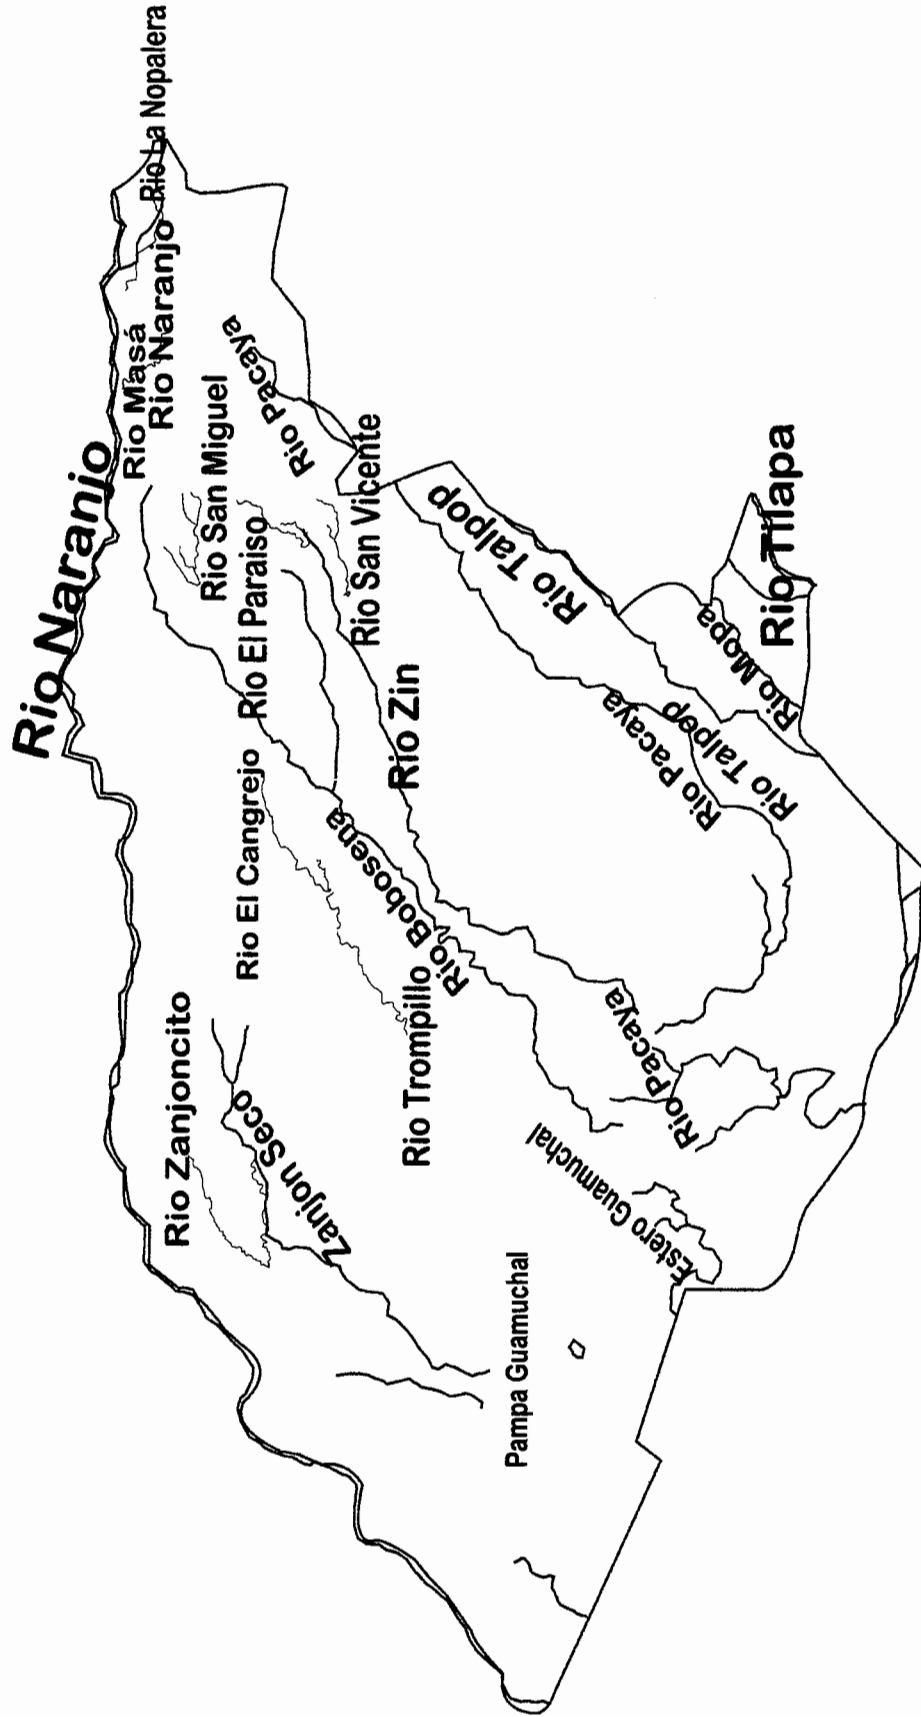 Rio Naranjo
Rio La Nopalera
Rio Masá
Rio Naranjo
Rio San Miguel
Rio Pacaya
Rio El Paraiso
Rio San Vicente
Rio Zin
Rio El Cangrejo
Rio Bobosena
Rio Trompillo
Rio Zanjoncito
Zanjon Seco
Rio Talpop
Rio Tilapa
Rio Mopa
Rio Pacaya
Rio Talpop
Rio Pacaya
Estero Guamuchal
Pampa Guamuchal